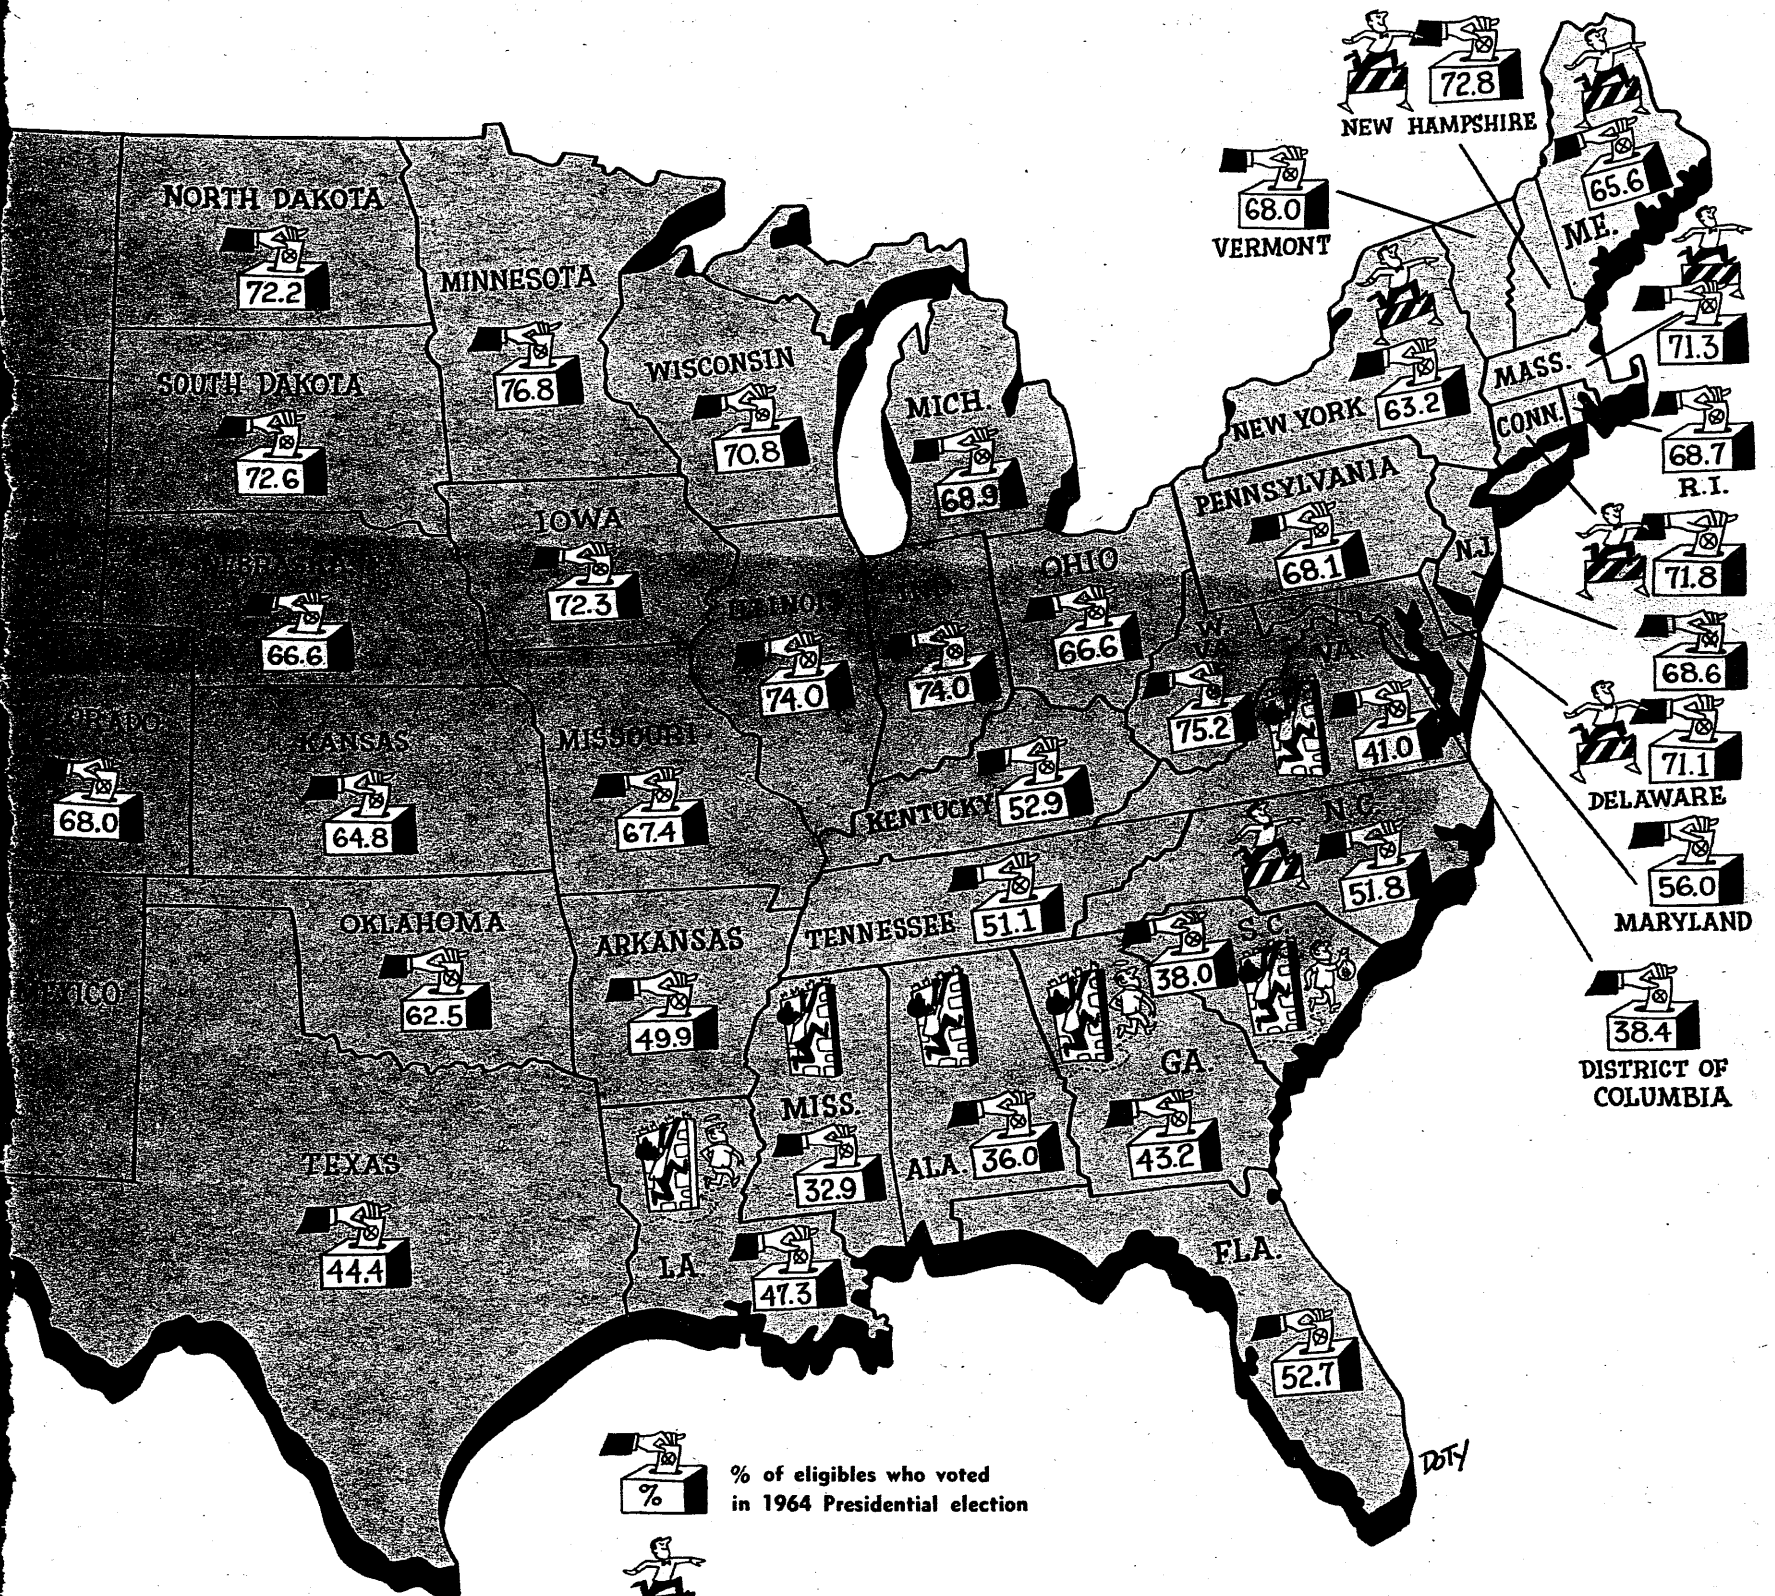 72.8
NEW HAMPSHIRE
65.6
ME.
68.0
VERMONT
NORTH DAKOTA
72.2
MINNESOTA
76.8
SOUTH DAKOTA
72.6
WISCONSIN
70.8
MICH.
68.9
NEW YORK
63.2
MASS.
71.3
CONN.
68.7
R.I.
PENNSYLVANIA
68.1
N.J.
71.8
68.6
IOWA
72.3
NEBRASKA
66.6
ILLINOIS
74.0
IND.
74.0
OHIO
66.6
W.
VA.
75.2
VA.
41.0
71.1
DELAWARE
56.0
MARYLAND
38.4
DISTRICT OF
COLUMBIA
ORADO
68.0
KANSAS
64.8
MISSOURI
67.4
KENTUCKY
52.9
N.C.
51.8
TENNESSEE
51.1
OKLAHOMA
62.5
ARKANSAS
49.9
S.C.
38.0
MEXICO
GA.
43.2
MISS.
32.9
ALA.
36.0
TEXAS
44.4
LA.
47.3
FLA.
52.7
DOTY
%
% of eligibles who voted
in 1964 Presidential election